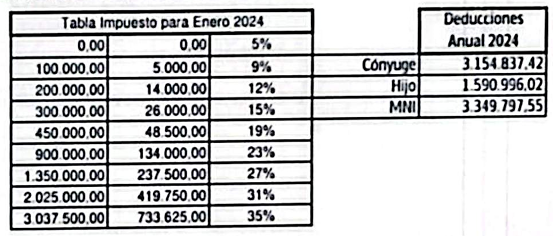 Tabla Impuesto para Enero 2024
0,00 0,00 5%
100.000,00 5.000,00 9%
200.000,00 14.000,00 12%
300.000,00 26.000,00 15%
450.000,00 48.500,00 19%
900.000,00 134.000,00 23%
1.350.000,00 237.500,00 27%
2.025.000,00 419.750,00 31%
3.037.500,00 733.625,00 35%
Deducciones
Anual 2024
Cónyuge 3.154.837,42
Hijo 1.590.996,02
MNI 3.349.797,55